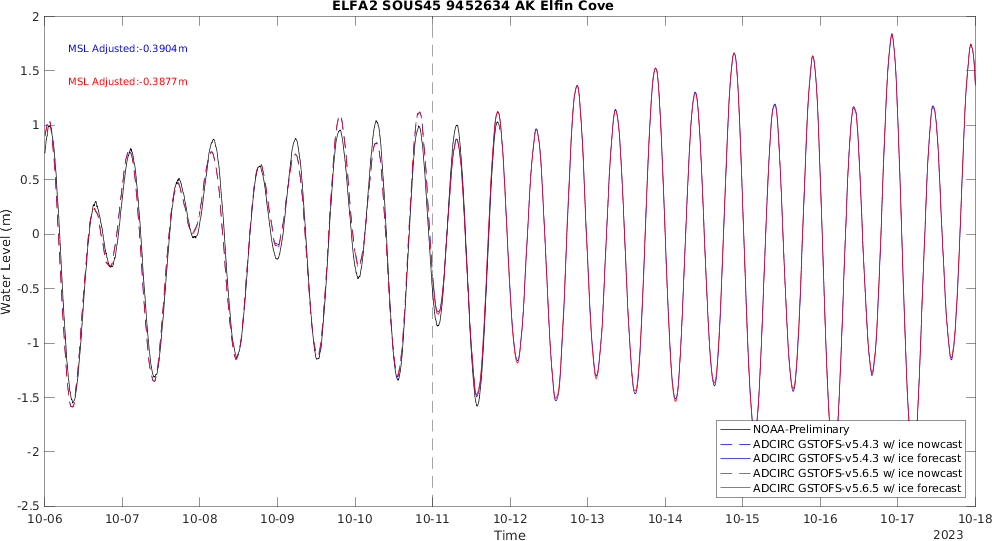 ELFA2 SOUS45 9452634 AK Elfin Cove
MSL Adjusted:-0.3904m
MSL Adjusted:-0.3877m
Water Level (m)
2
1.5
1
0.5
0
-0.5
-1
-1.5
-2
-2.5
NOAA-Preliminary
ADCIRC GSTOFS-v5.4.3 w/ ice nowcast
ADCIRC GSTOFS-v5.4.3 w/ ice forecast
ADCIRC GSTOFS-v5.6.5 w/ ice nowcast
ADCIRC GSTOFS-v5.6.5 w/ ice forecast
10-06 10-07 10-08 10-09 10-10 10-11 10-12 10-13 10-14 10-15 10-16 10-17 10-18
Time
2023